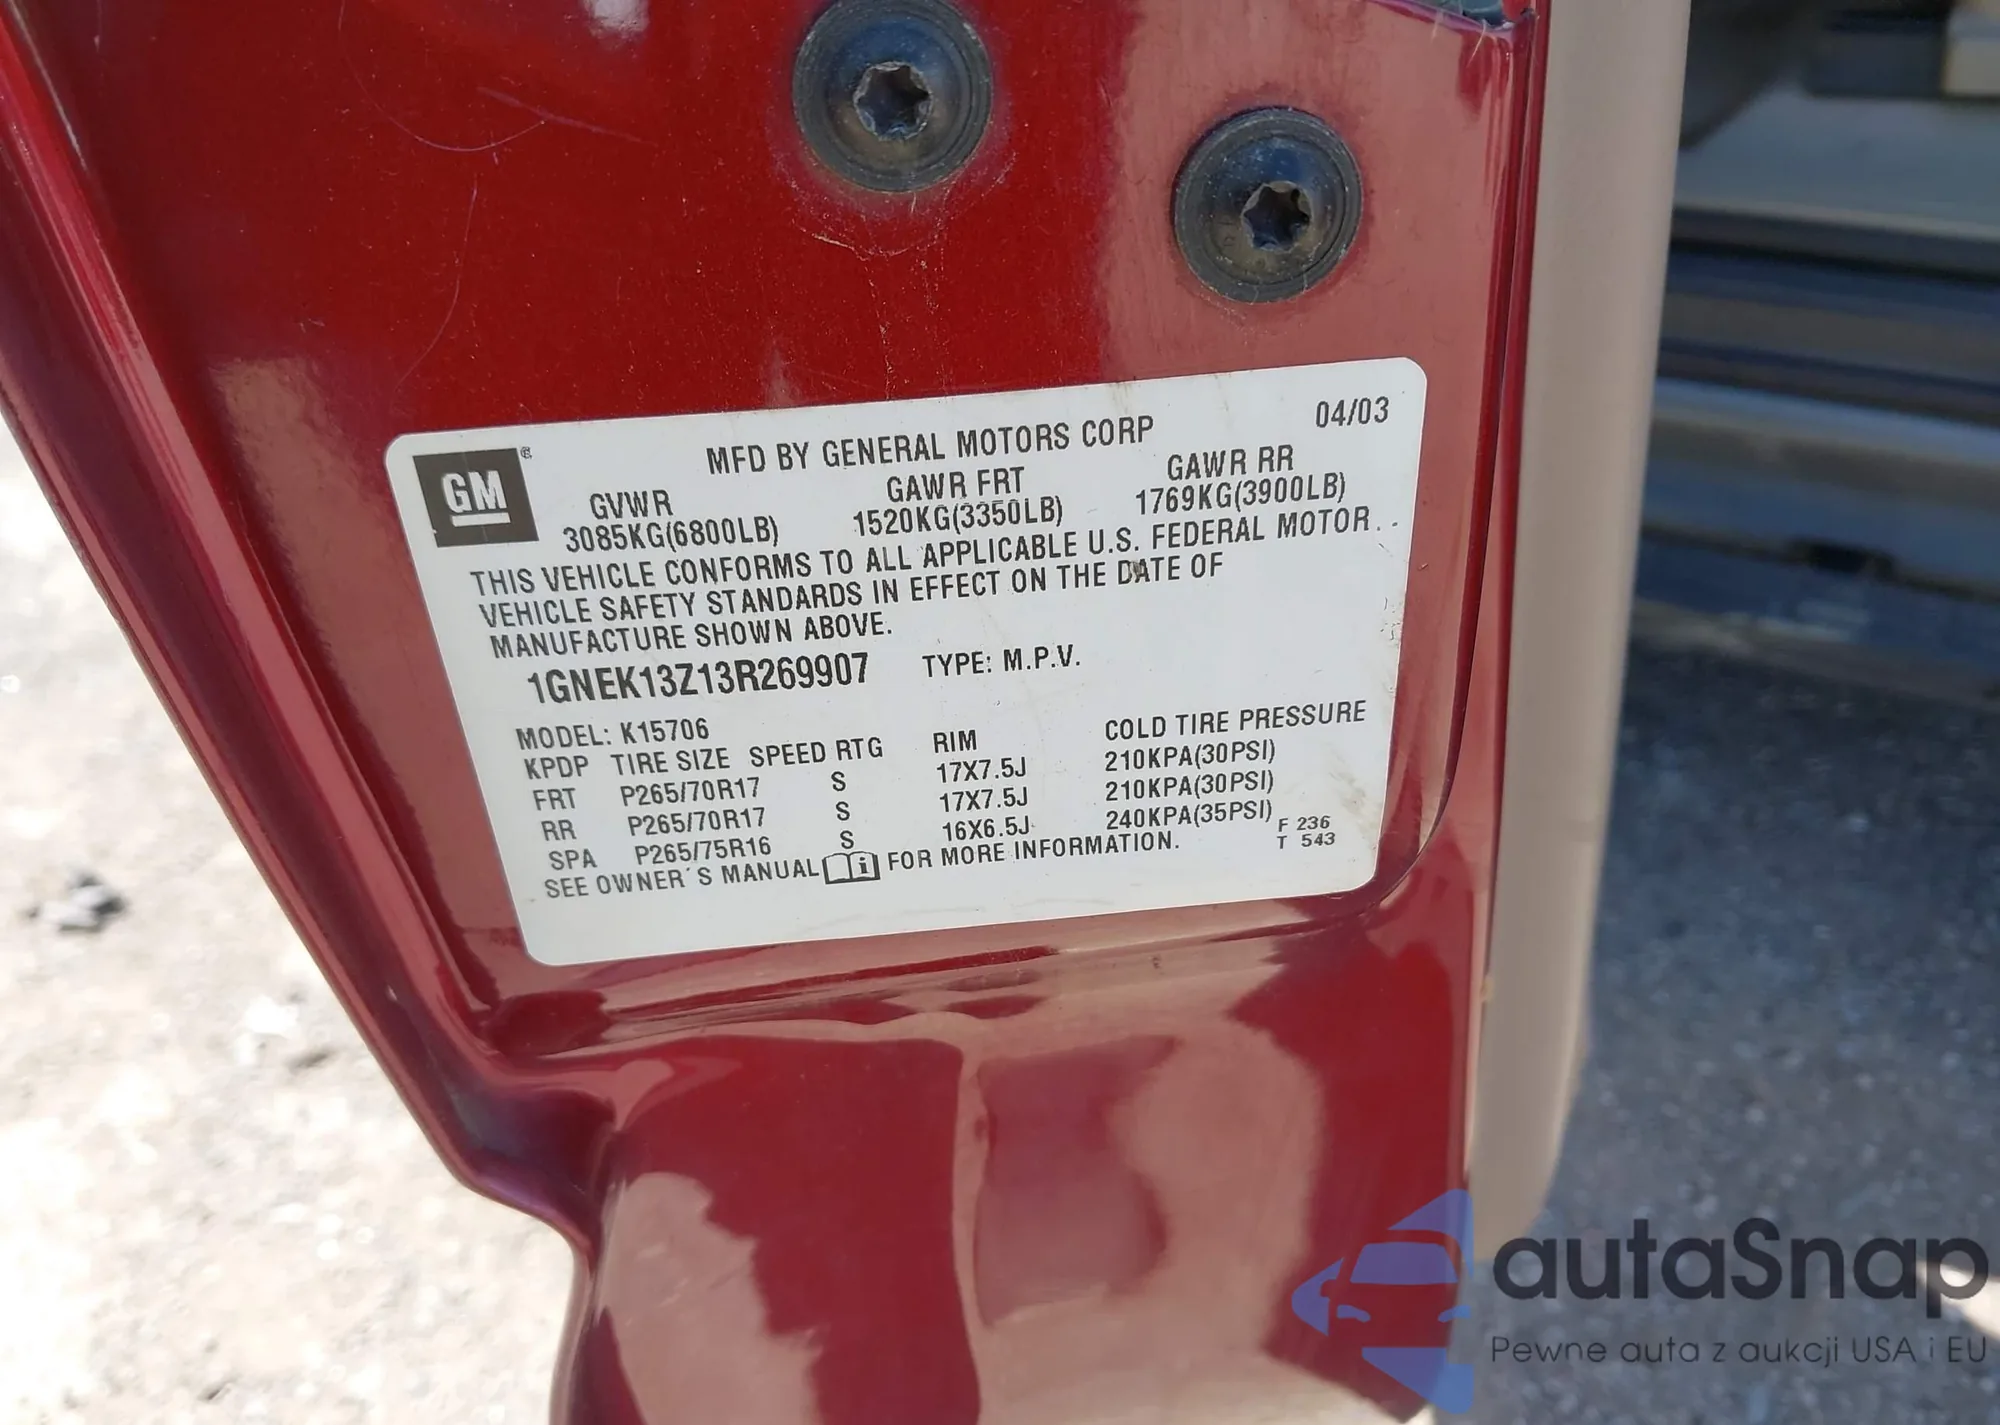 GM
MFD BY GENERAL MOTORS CORP 04/03
GVWR GAWR FRT GAWR RR
3085KG(6800LB) 1520KG(3350LB) 1769KG(3900LB)
THIS VEHICLE CONFORMS TO ALL APPLICABLE U.S. FEDERAL MOTOR
VEHICLE SAFETY STANDARDS IN EFFECT ON THE DATE OF
MANUFACTURE SHOWN ABOVE.
1GNEK13Z13R269907 TYPE: M.P.V.
MODEL: K15706
KPDP TIRE SIZE SPEED RTG RIM COLD TIRE PRESSURE
FRT P265/70R17 S 17X7.5J 210KPA(30PSI)
RR P265/70R17 S 17X7.5J 210KPA(30PSI)
SPA P265/75R16 S 16X6.5J 240KPA(35PSI)
SEE OWNER'S MANUAL i FOR MORE INFORMATION.
F 236
T 543
autaSnap
Pewne auta z aukcji USA i EU